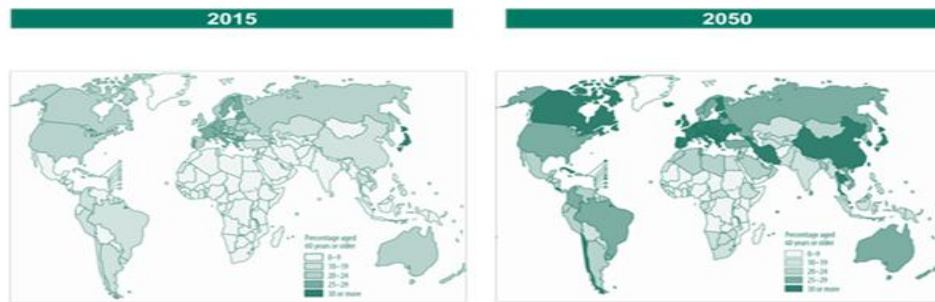 2015
2050
Percentage aged
60 years or older
0–9
10–19
20–24
25–29
30 or more
Percentage aged
60 years or older
0–9
10–19
20–24
25–29
30 or more